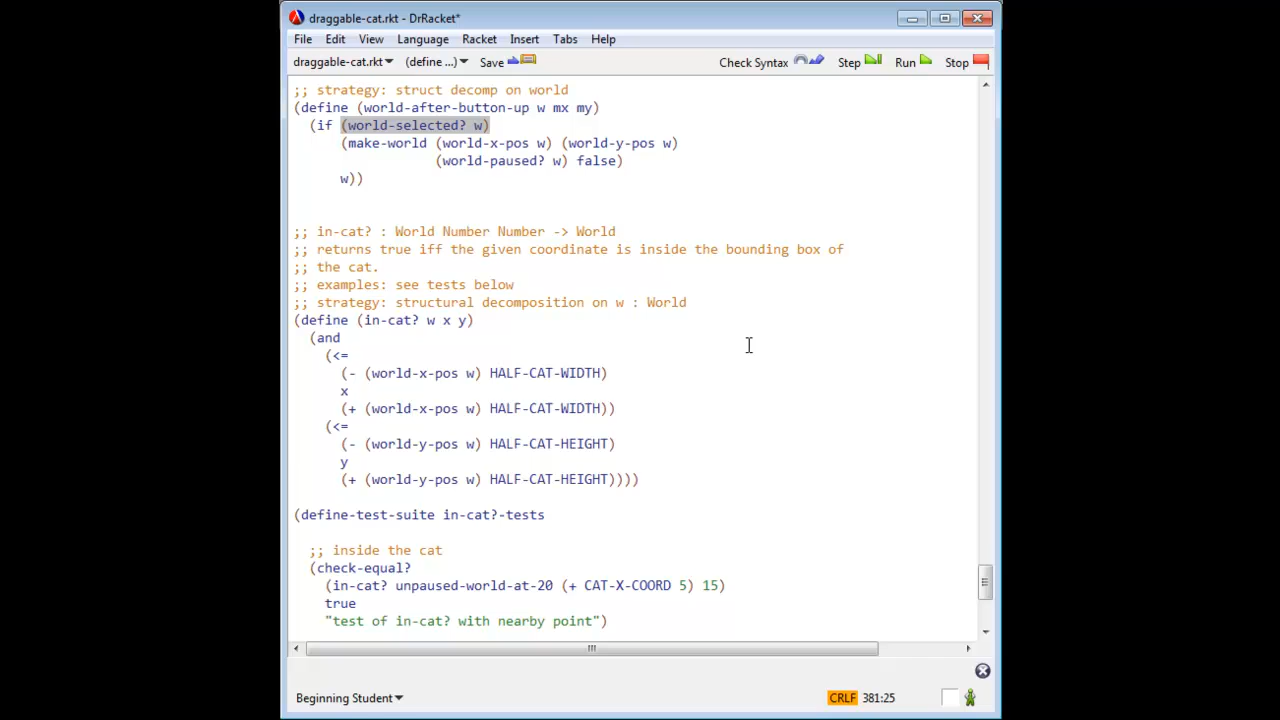 draggable-cat.rkt - DrRacket*
File Edit View Language Racket Insert Tabs Help
draggable-cat.rkt (define ...) Save Check Syntax Step Run Stop
;; strategy: struct decomp on world
(define (world-after-button-up w mx my)
  (if (world-selected? w)
      (make-world (world-x-pos w) (world-y-pos w)
                  (world-paused? w) false)
      w))
;; in-cat? : World Number Number -> World
;; returns true iff the given coordinate is inside the bounding box of
;; the cat.
;; examples: see tests below
;; strategy: structural decomposition on w : World
(define (in-cat? w x y)
  (and
    (<=
      (- (world-x-pos w) HALF-CAT-WIDTH)
      x
      (+ (world-x-pos w) HALF-CAT-WIDTH))
    (<=
      (- (world-y-pos w) HALF-CAT-HEIGHT)
      y
      (+ (world-y-pos w) HALF-CAT-HEIGHT))))
(define-test-suite in-cat?-tests
  ;; inside the cat
  (check-equal?
    (in-cat? unpaused-world-at-20 (+ CAT-X-COORD 5) 15)
    true
    "test of in-cat? with nearby point")
Beginning Student CRLF 381:25